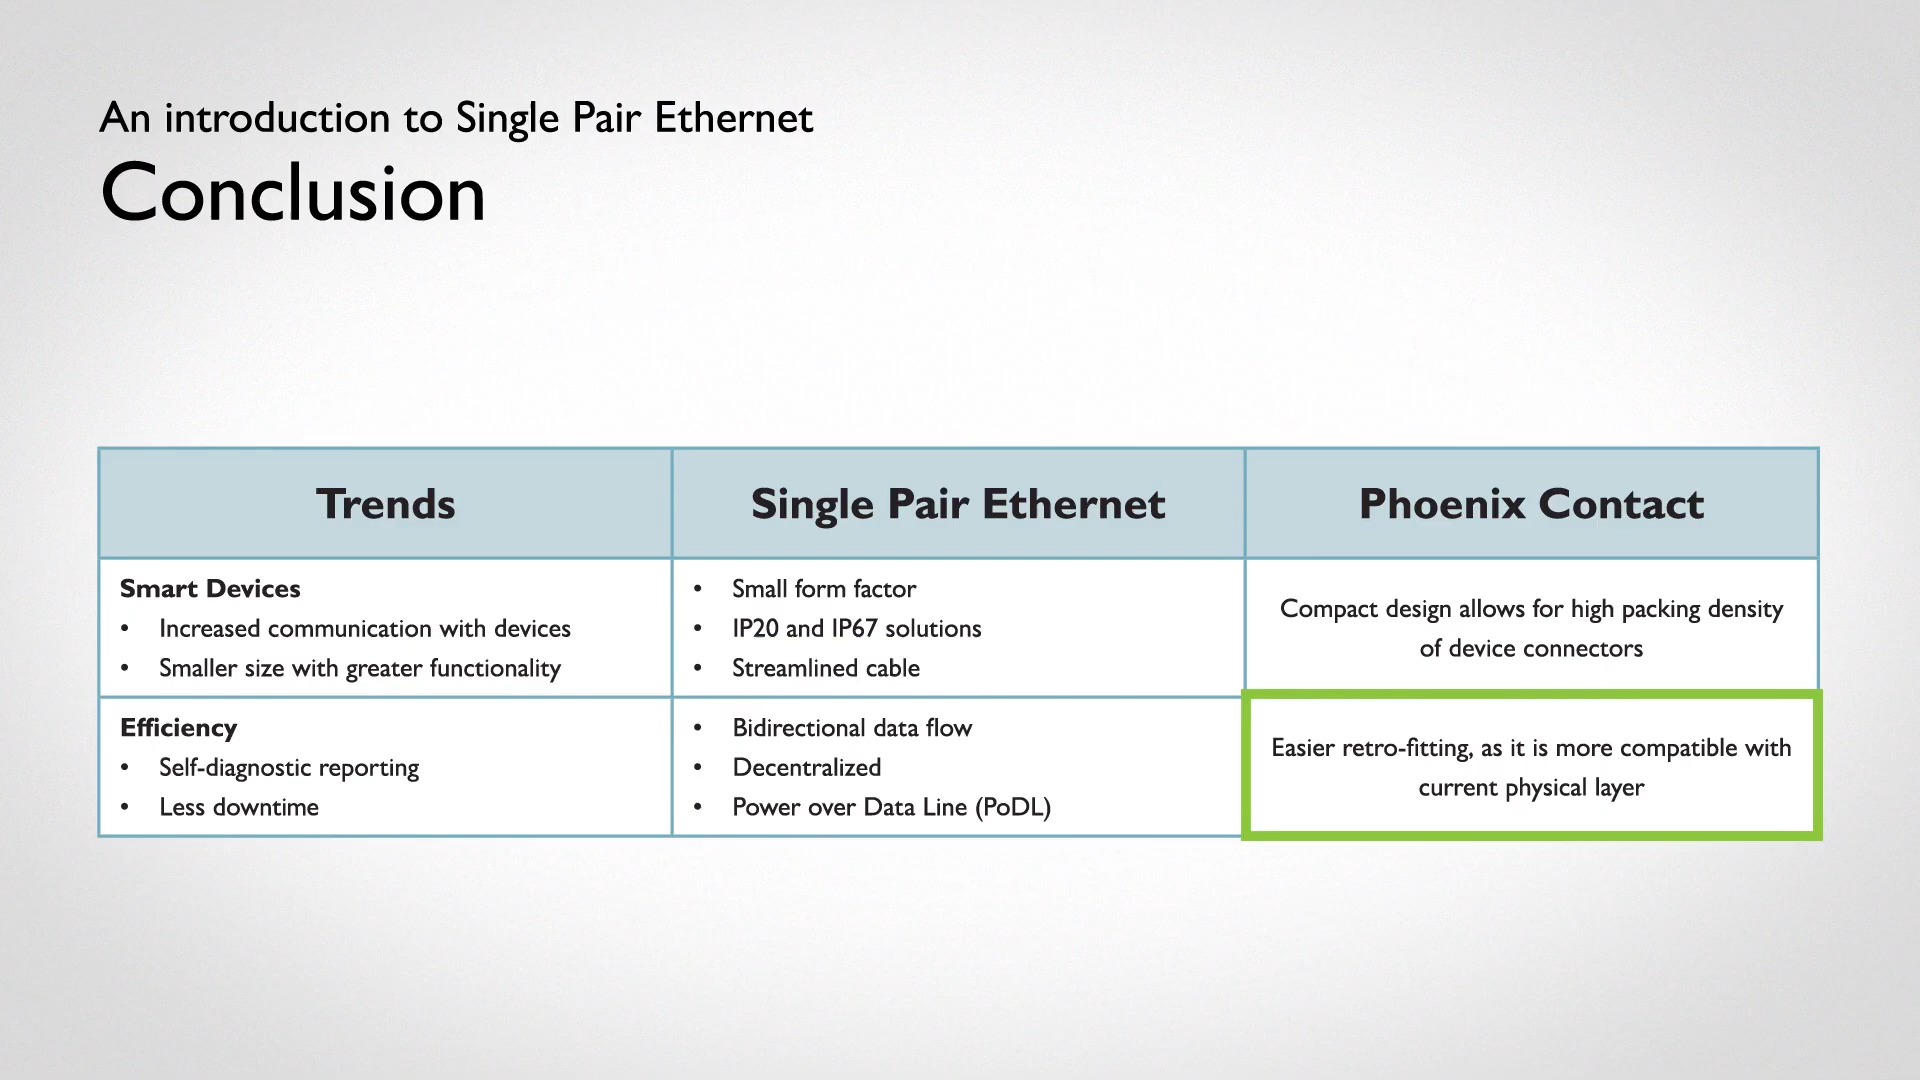 An introduction to Single Pair Ethernet
Conclusion
Trends
Single Pair Ethernet
Phoenix Contact
Smart Devices
• Increased communication with devices
• Smaller size with greater functionality
• Small form factor
• IP20 and IP67 solutions
• Streamlined cable
Compact design allows for high packing density
of device connectors
Efficiency
• Self-diagnostic reporting
• Less downtime
• Bidirectional data flow
• Decentralized
• Power over Data Line (PoDL)
Easier retro-fitting, as it is more compatible with
current physical layer